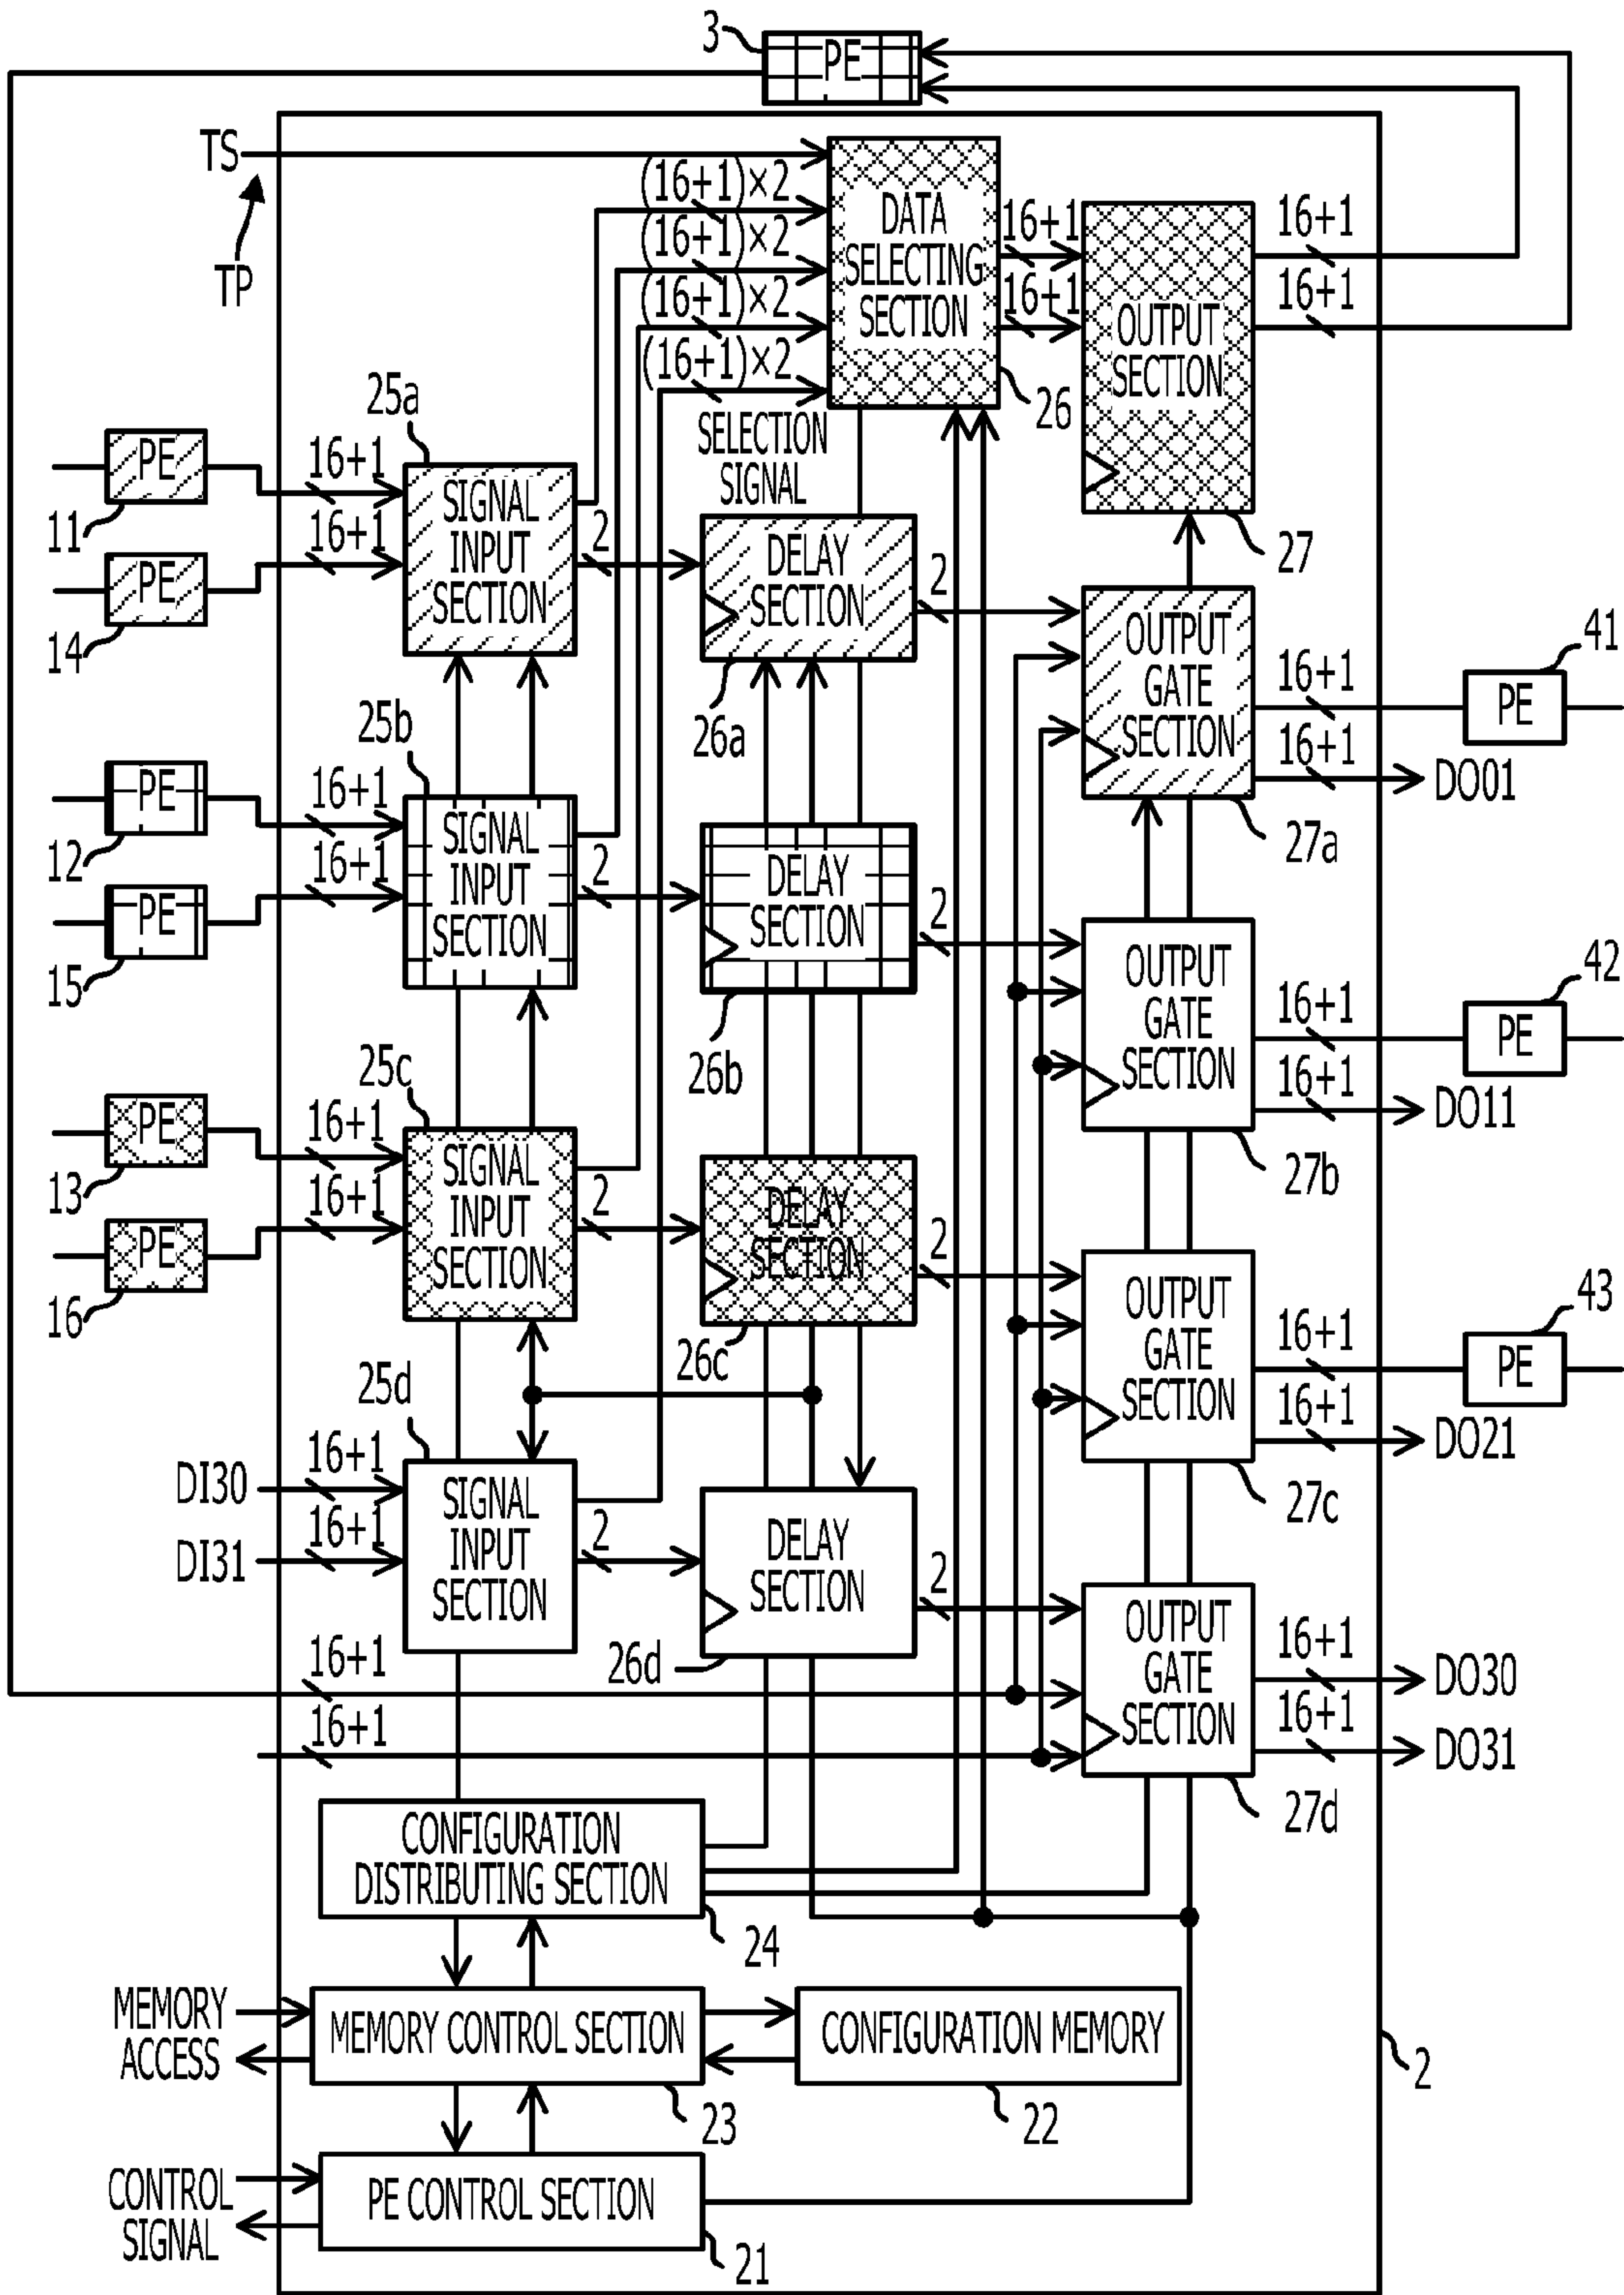 3
PE
TS
TP
(16+1)×2
(16+1)×2
(16+1)×2
(16+1)×2
DATA
SELECTING
SECTION
26
16+1
16+1
OUTPUT
SECTION
27
16+1
16+1
SELECTION
SIGNAL
PE
11
PE
14
16+1
16+1
25a
SIGNAL
INPUT
SECTION
2
DELAY
SECTION
26a
2
OUTPUT
GATE
SECTION
27a
16+1
16+1
41
PE
DO01
PE
12
PE
15
16+1
16+1
25b
SIGNAL
INPUT
SECTION
2
DELAY
SECTION
26b
2
OUTPUT
GATE
SECTION
27b
16+1
16+1
42
PE
DO11
PE
13
PE
16
16+1
16+1
25c
SIGNAL
INPUT
SECTION
2
DELAY
SECTION
26c
2
OUTPUT
GATE
SECTION
27c
16+1
16+1
43
PE
DO21
DI30
DI31
16+1
16+1
25d
SIGNAL
INPUT
SECTION
2
DELAY
SECTION
26d
2
OUTPUT
GATE
SECTION
27d
16+1
16+1
DO30
DO31
16+1
16+1
CONFIGURATION
DISTRIBUTING SECTION
24
MEMORY
ACCESS
MEMORY CONTROL SECTION
23
CONFIGURATION MEMORY
22
2
CONTROL
SIGNAL
PE CONTROL SECTION
21